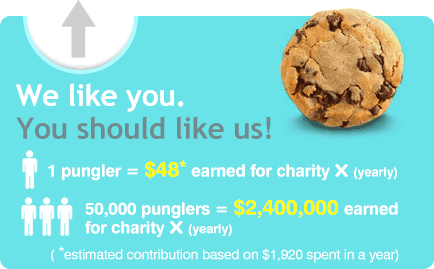 We like you.
You should like us!
1 pungler = $48* earned for charity X (yearly)
50,000 punglers = $2,400,000 earned
for charity X (yearly)
( *estimated contribution based on $1,920 spent in a year)